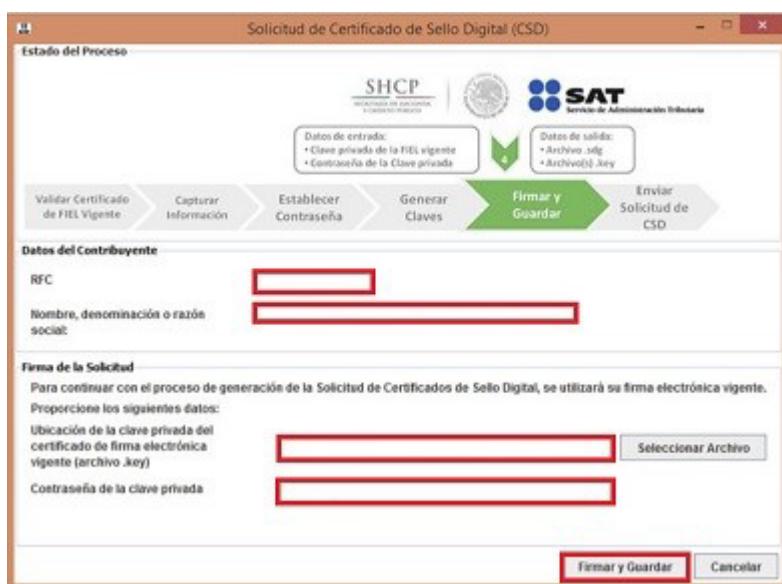 Solicitud de Certificado de Sello Digital (CSD)
Estado del Proceso
SHCP
SECRETARÍA DE HACIENDA
Y CRÉDITO PÚBLICO
SAT
Servicio de Administración Tributaria
Datos de entrada:
• Clave privada de la FIEL vigente
• Contraseña de la Clave privada
4
Datos de salida:
• Archivo .sdg
• Archivo(s) .key
Validar Certificado
de FIEL Vigente
Capturar
Información
Establecer
Contraseña
Generar
Claves
Firmar y
Guardar
Enviar
Solicitud de
CSD
Datos del Contribuyente
RFC
Nombre, denominación o razón
social:
Firma de la Solicitud
Para continuar con el proceso de generación de la Solicitud de Certificados de Sello Digital, se utilizará su firma electrónica vigente.
Proporcione los siguientes datos:
Ubicación de la clave privada del
certificado de firma electrónica
vigente (archivo .key)
Seleccionar Archivo
Contraseña de la clave privada
Firmar y Guardar
Cancelar